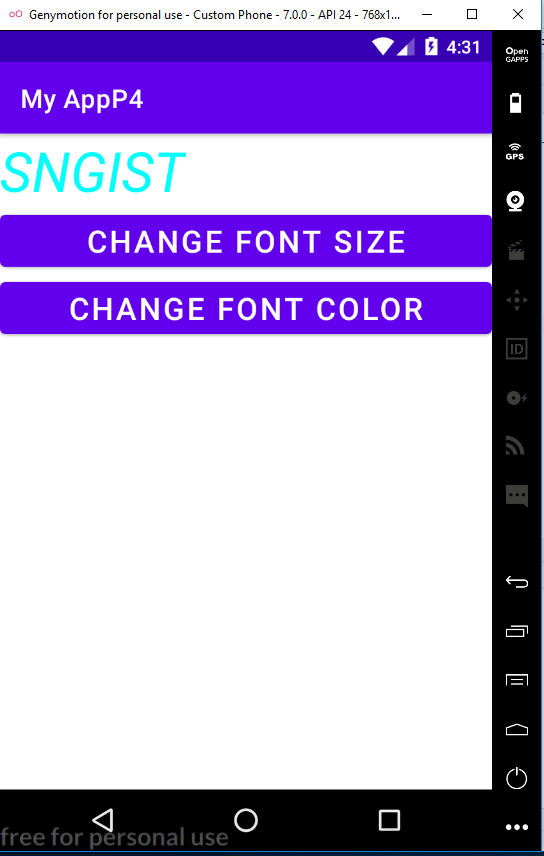 Genymotion for personal use - Custom Phone - 7.0.0 - API 24 - 768x1...
4:31
Open
GAPPS
My AppP4
GPS
SNGIST
CHANGE FONT SIZE
CHANGE FONT COLOR
ID
free for personal use